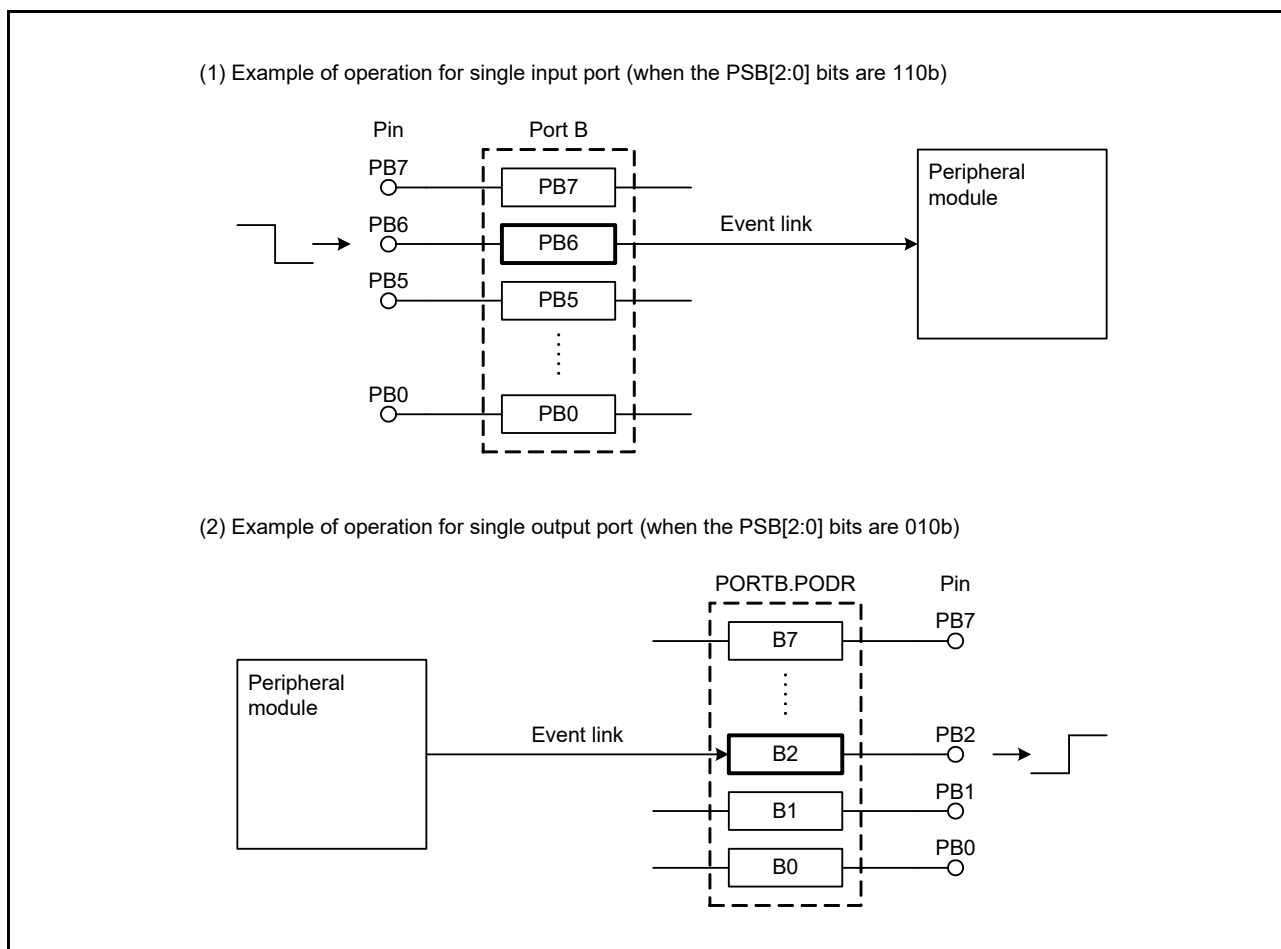 (1) Example of operation for single input port (when the PSB[2:0] bits are 110b)
Pin
Port B
PB7
PB7
PB6
PB6
Event link
Peripheral
module
PB5
PB5
PB0
PB0
(2) Example of operation for single output port (when the PSB[2:0] bits are 010b)
PORTB.PODR
Pin
B7
PB7
Peripheral
module
Event link
B2
PB2
B1
PB1
B0
PB0